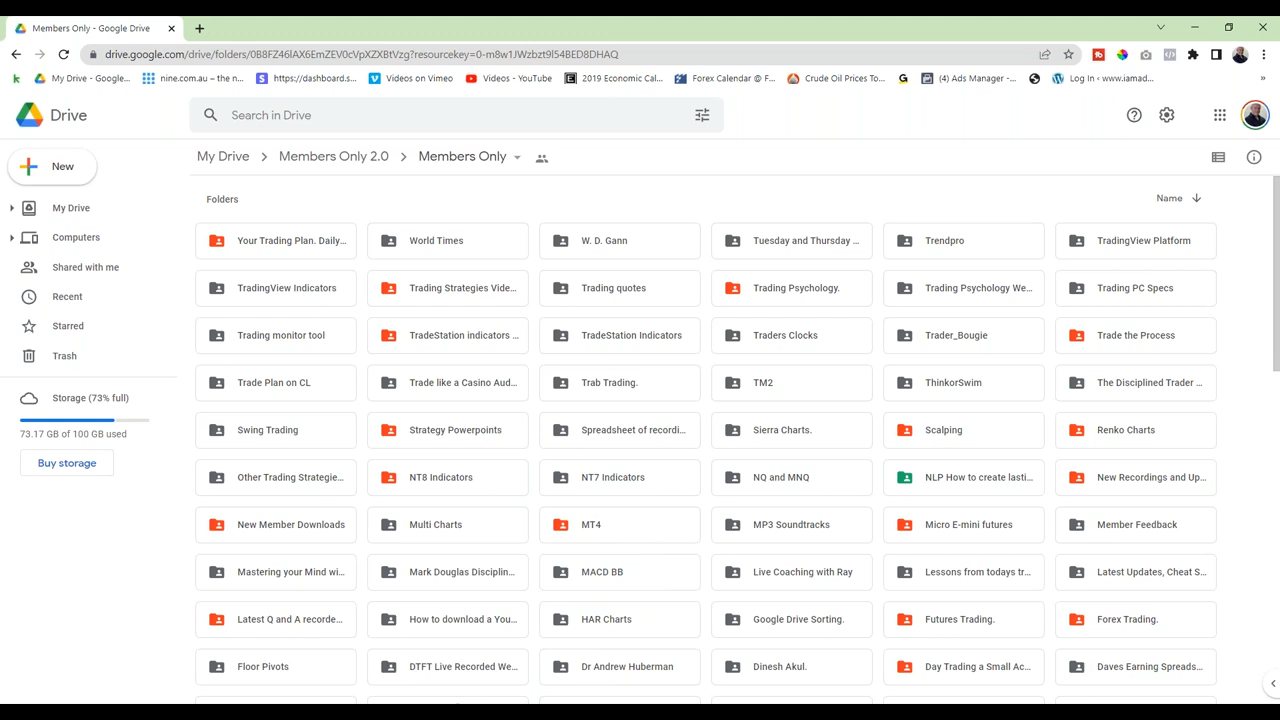 Members Only - Google Drive
drive.google.com/drive/folders/0B8FZ46lAX6EmZEV0cVpXZXBtVzg?resourcekey=0-m8w1JWzbzt9l54BED8DHAQ
My Drive - Google...
nine.com.au – the n...
https://dashboard.s...
Videos on Vimeo
Videos - YouTube
2019 Economic Cal...
Forex Calendar @ F...
Crude Oil Prices To...
(4) Ads Manager -...
Log In ‹ www.iamad...
Drive
Search in Drive
New
My Drive
Members Only 2.0
Members Only
My Drive
Computers
Shared with me
Recent
Starred
Trash
Storage (73% full)
73.17 GB of 100 GB used
Buy storage
Folders
Name
Your Trading Plan. Daily...
World Times
W. D. Gann
Tuesday and Thursday ...
Trendpro
TradingView Platform
TradingView Indicators
Trading Strategies Vide...
Trading quotes
Trading Psychology.
Trading Psychology We...
Trading PC Specs
Trading monitor tool
TradeStation indicators ...
TradeStation Indicators
Traders Clocks
Trader_Bougie
Trade the Process
Trade Plan on CL
Trade like a Casino Aud...
Trab Trading.
TM2
ThinkorSwim
The Disciplined Trader ...
Swing Trading
Strategy Powerpoints
Spreadsheet of recordi...
Sierra Charts.
Scalping
Renko Charts
Other Trading Strategie...
NT8 Indicators
NT7 Indicators
NQ and MNQ
NLP How to create lasti...
New Recordings and Up...
New Member Downloads
Multi Charts
MT4
MP3 Soundtracks
Micro E-mini futures
Member Feedback
Mastering your Mind wi...
Mark Douglas Disciplin...
MACD BB
Live Coaching with Ray
Lessons from todays tr...
Latest Updates, Cheat S...
Latest Q and A recorde...
How to download a You...
HAR Charts
Google Drive Sorting.
Futures Trading.
Forex Trading.
Floor Pivots
DTFT Live Recorded We...
Dr Andrew Huberman
Dinesh Akul.
Day Trading a Small Ac...
Daves Earning Spreads...